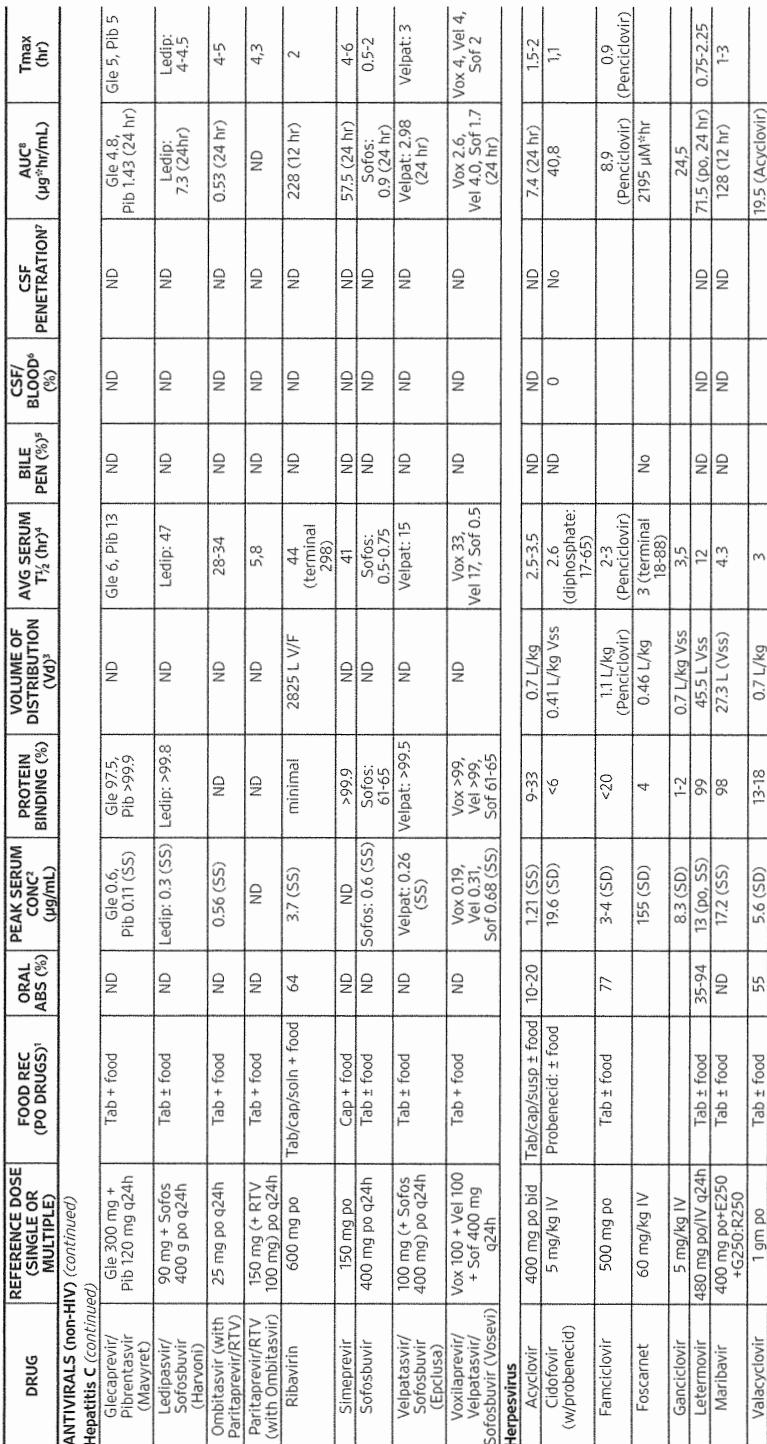 DRUG | REFERENCE DOSE (SINGLE OR MULTIPLE) | FOOD REC (PO DRUGS)¹ | ORAL ABS (%) | PEAK SERUM CONC² (µg/mL) | PROTEIN BINDING (%) | VOLUME OF DISTRIBUTION (Vd)³ | AVG SERUM T½ (hr)⁴ | BILE PEN (%)⁵ | CSF/BLOOD⁶ (%) | CSF PENETRATION⁷ | AUC⁸ (µg*hr/mL) | Tmax (hr)
ANTIVIRALS (non-HIV) (continued)
Hepatitis C (continued)
Glecaprevir/ Pibrentasvir (Mavyret) | Gle 300 mg + Pib 120 mg q24h | Tab + food | ND | Gle 0.6, Pib 0.11 (SS) | Gle 97.5, Pib >99.9 | ND | Gle 6, Pib 13 | ND | ND | ND | Gle 4.8, Pib 1.43 (24 hr) | Gle 5, Pib 5
Ledipasvir/ Sofosbuvir (Harvoni) | 90 mg + Sofos 400 g po q24h | Tab ± food | ND | Ledip: 0.3 (SS) | Ledip: >99.8 | ND | Ledip: 47 | ND | ND | ND | Ledip: 7.3 (24hr) | Ledip: 4-4.5
Ombitasvir (with Paritaprevir/RTV) | 25 mg po q24h | Tab + food | ND | 0.56 (SS) | ND | ND | 28-34 | ND | ND | ND | 0.53 (24 hr) | 4-5
Paritaprevir/RTV (with Ombitasvir) | 150 mg (+ RTV 100 mg) po q24h | Tab + food | ND | ND | ND | ND | 5,8 | ND | ND | ND | ND | 4,3
Ribavirin | 600 mg po | Tab/cap/soln + food | 64 | 3.7 (SS) | minimal | 2825 L V/F | 44 (terminal 298) | ND | ND | ND | 228 (12 hr) | 2
Simeprevir | 150 mg po | Cap + food | ND | ND | >99.9 | ND | 41 | ND | ND | ND | 57.5 (24 hr) | 4-6
Sofosbuvir | 400 mg po q24h | Tab ± food | ND | Sofos: 0.6 (SS) | Sofos: 61-65 | ND | Sofos: 0.5-0.75 | ND | ND | ND | Sofos: 0.9 (24 hr) | 0.5-2
Velpatasvir/ Sofosbuvir (Epclusa) | 100 mg (+ Sofos 400 mg) po q24h | Tab ± food | ND | Velpat: 0.26 (SS) | Velpat: >99.5 | ND | Velpat: 15 | ND | ND | ND | Velpat: 2.98 (24 hr) | Velpat: 3
Voxilaprevir/ Velpatasvir/ Sofosbuvir (Vosevi) | Vox 100 + Vel 100 + Sof 400 mg q24h | Tab + food | ND | Vox 0.19, Vel 0.31, Sof 0.68 (SS) | Vox >99, Vel >99, Sof 61-65 | ND | Vox 33, Vel 17, Sof 0.5 | ND | ND | ND | Vox 2.6, Vel 4.0, Sof 1.7 (24 hr) | Vox 4, Vel 4, Sof 2
Herpesvirus
Acyclovir | 400 mg po bid | Tab/cap/susp ± food | 10-20 | 1.21 (SS) | 9-33 | 0.7 L/kg | 2.5-3.5 | ND | ND | ND | 7.4 (24 hr) | 1.5-2
Cidofovir (w/probenecid) | 5 mg/kg IV | Probenecid: ± food | | 19.6 (SD) | <6 | 0.41 L/kg Vss | 2.6 (diphosphate: 17-65) | ND | 0 | No | 40,8 | 1,1
Famciclovir | 500 mg po | Tab ± food | 77 | 3-4 (SD) | <20 | 1.1 L/kg (Penciclovir) | 2-3 (Penciclovir) | | | | 8.9 (Penciclovir) | 0.9 (Penciclovir)
Foscarnet | 60 mg/kg IV | | | 155 (SD) | 4 | 0.46 L/kg | 3 (terminal 18-88) | No | | | 2195 µM*hr |
Ganciclovir | 5 mg/kg IV | | | 8.3 (SD) | 1-2 | 0.7 L/kg Vss | 3,5 | | | | 24,5 |
Letermovir | 480 mg po/IV q24h | Tab ± food | 35-94 | 13 (po, SS) | 99 | 45.5 L Vss | 12 | ND | ND | ND | 71.5 (po, 24 hr) | 0.75-2.25
Maribavir | 400 mg po+E250 +G250:R250 | Tab ± food | ND | 17.2 (SS) | 98 | 27.3 L (Vss) | 4.3 | ND | ND | ND | 128 (12 hr) | 1-3
Valacyclovir | 1 gm po | Tab ± food | 55 | 5.6 (SD) | 13-18 | 0.7 L/kg | 3 | | | | 19.5 (Acyclovir) |